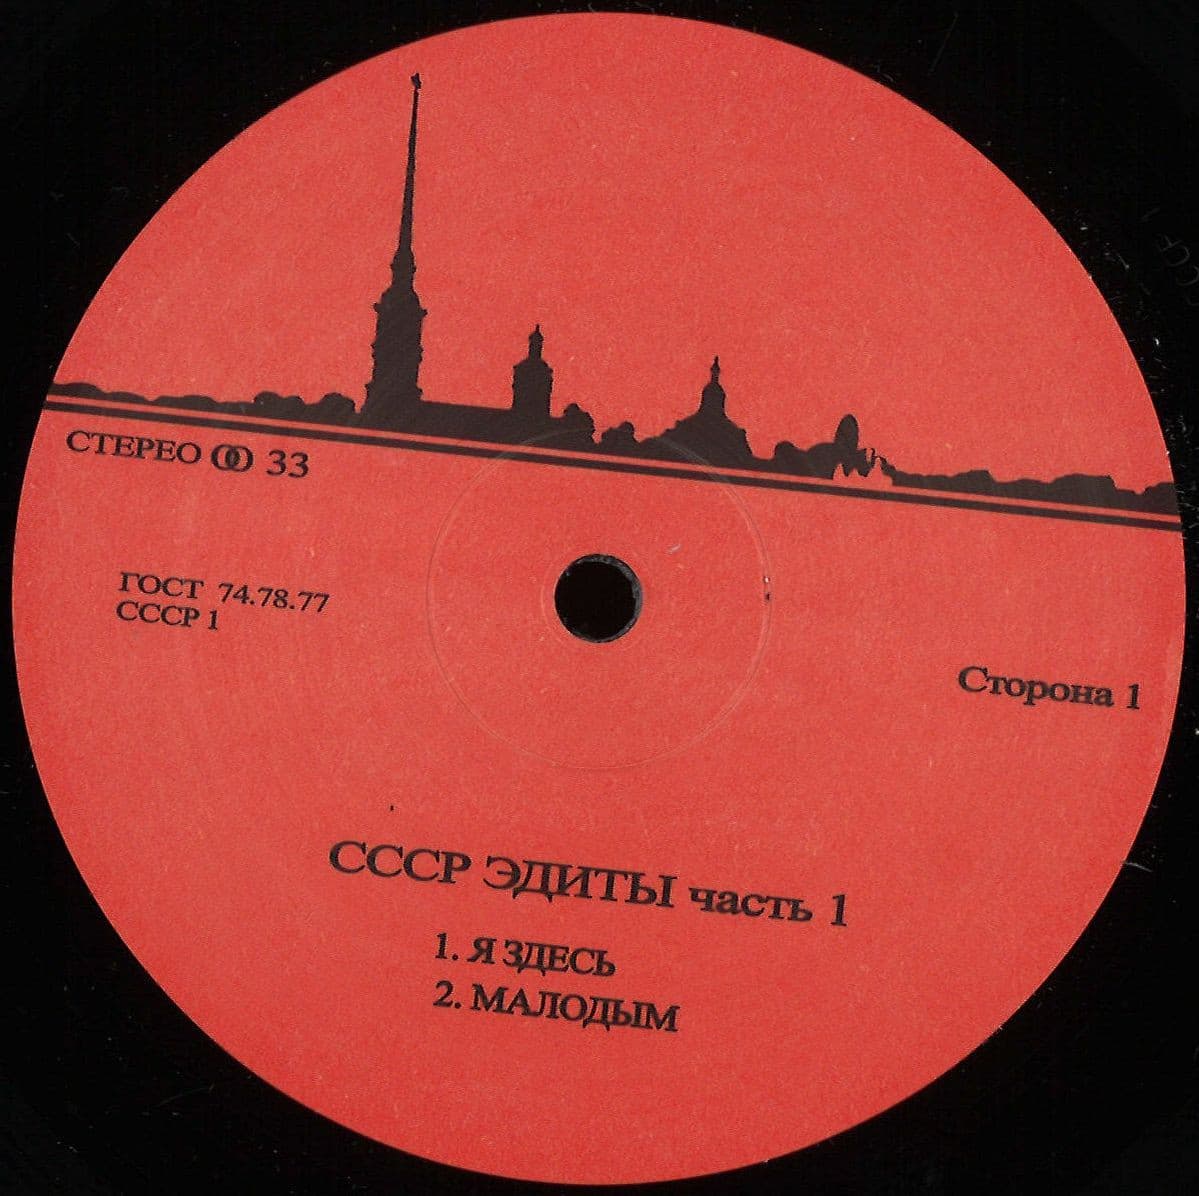 СТЕРЕО 33
ГОСТ 74.78.77
СССР 1
Сторона 1
СССР ЭДИТЫ часть 1
1. Я ЗДЕСЬ
2. МАЛОДЫМ